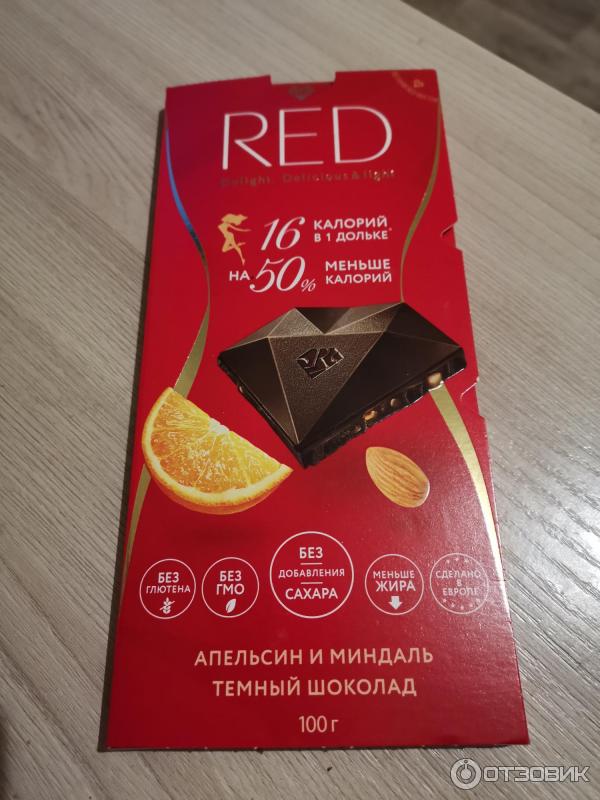 RED
Delight. Delicious & light
16 КАЛОРИЙ
В 1 ДОЛЬКЕ*
НА 50% МЕНЬШЕ
КАЛОРИЙ
БЕЗ
ГЛЮТЕНА
БЕЗ
ГМО
БЕЗ
ДОБАВЛЕНИЯ
САХАРА
МЕНЬШЕ
ЖИРА
СДЕЛАНО
В
ЕВРОПЕ
АПЕЛЬСИН И МИНДАЛЬ
ТЕМНЫЙ ШОКОЛАД
100 г
ОТЗОВИК